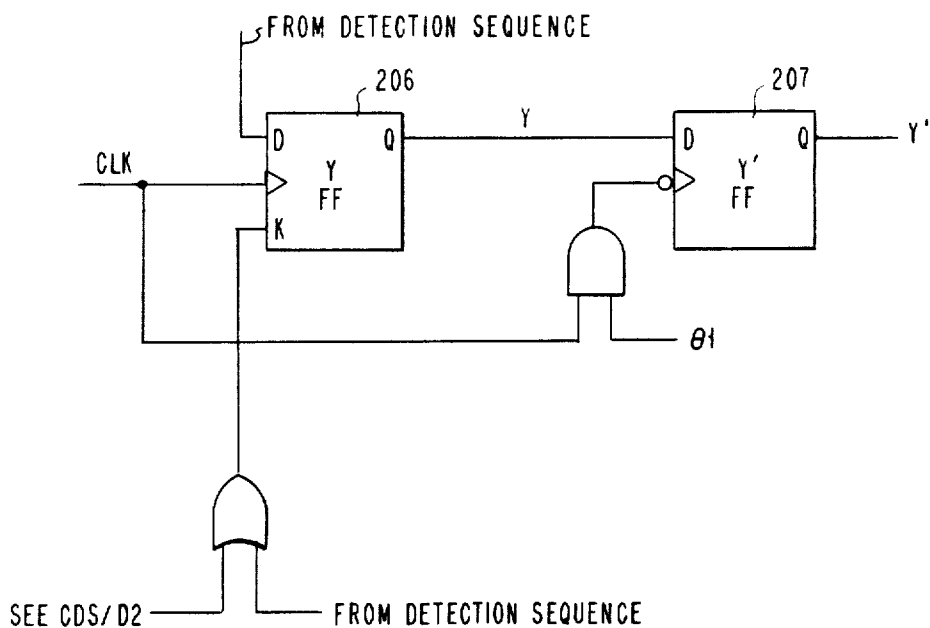 FROM DETECTION SEQUENCE
206
207
D
Q
Y
D
Q
Y'
CLK
Y
FF
Y'
FF
K
θ1
SEE CDS/D2
FROM DETECTION SEQUENCE